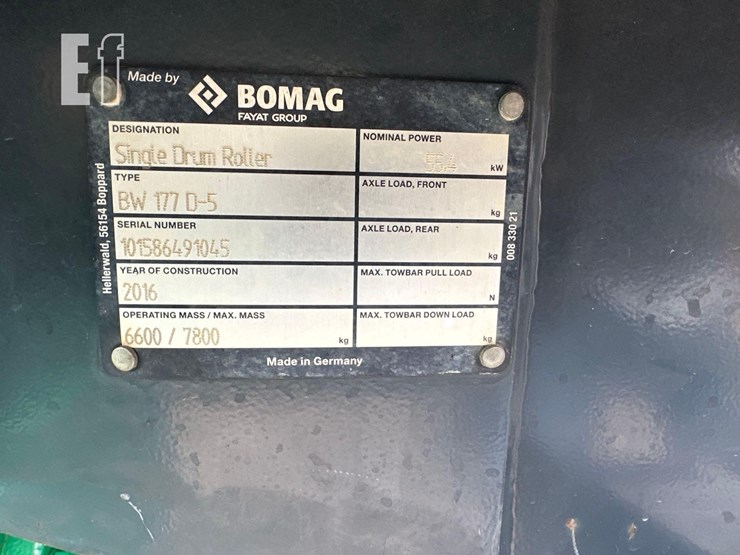 Ef
Made by
BOMAG
FAYAT GROUP
DESIGNATION
Single Drum Roller
TYPE
BW 177 D-5
SERIAL NUMBER
101586491045
YEAR OF CONSTRUCTION
2016
OPERATING MASS / MAX. MASS
6600 / 7800 kg
NOMINAL POWER
kW
AXLE LOAD, FRONT
kg
AXLE LOAD, REAR
kg
MAX. TOWBAR PULL LOAD
N
MAX. TOWBAR DOWN LOAD
kg
Made in Germany
Hellerwald, 56154 Boppard
008 330 21